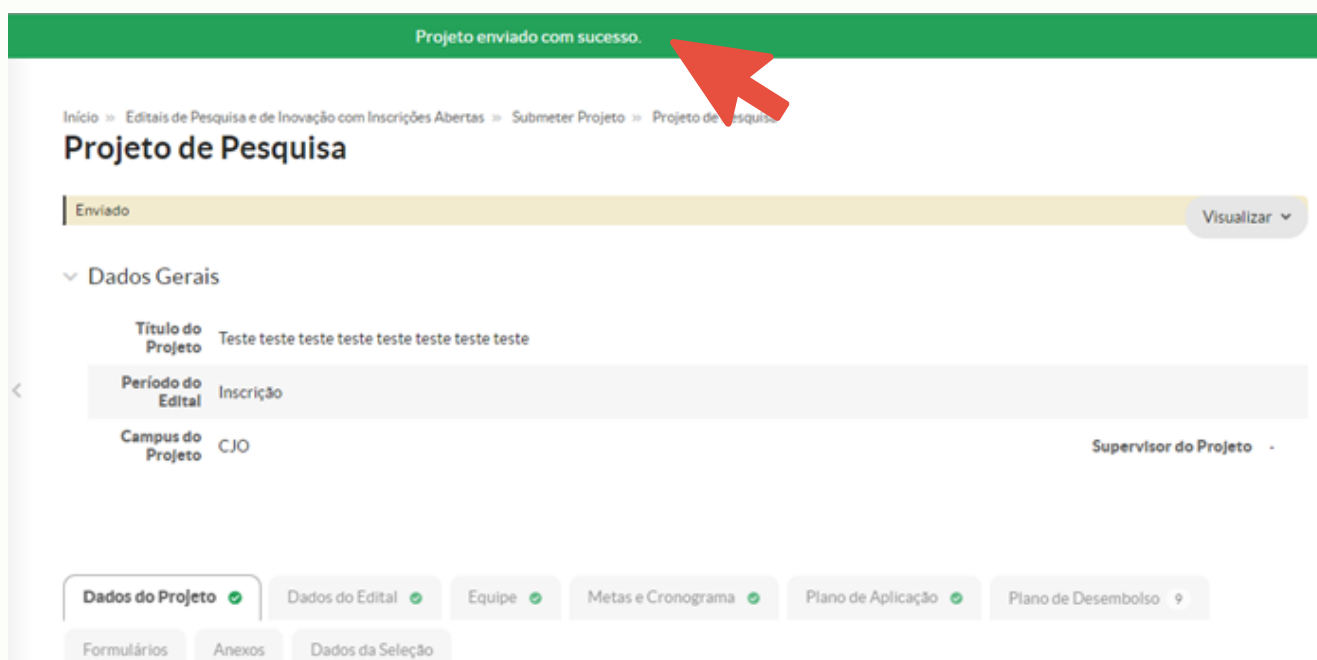 Projeto enviado com sucesso.
Início » Editais de Pesquisa e de Inovação com Inscrições Abertas » Submeter Projeto » Projeto de Pesquisa
Projeto de Pesquisa
Enviado
Visualizar
Dados Gerais
Título do Projeto Teste teste teste teste teste teste teste teste
Período do Edital Inscrição
Campus do Projeto CJO Supervisor do Projeto -
Dados do Projeto Dados do Edital Equipe Metas e Cronograma Plano de Aplicação Plano de Desembolso 9
Formulários Anexos Dados da Seleção